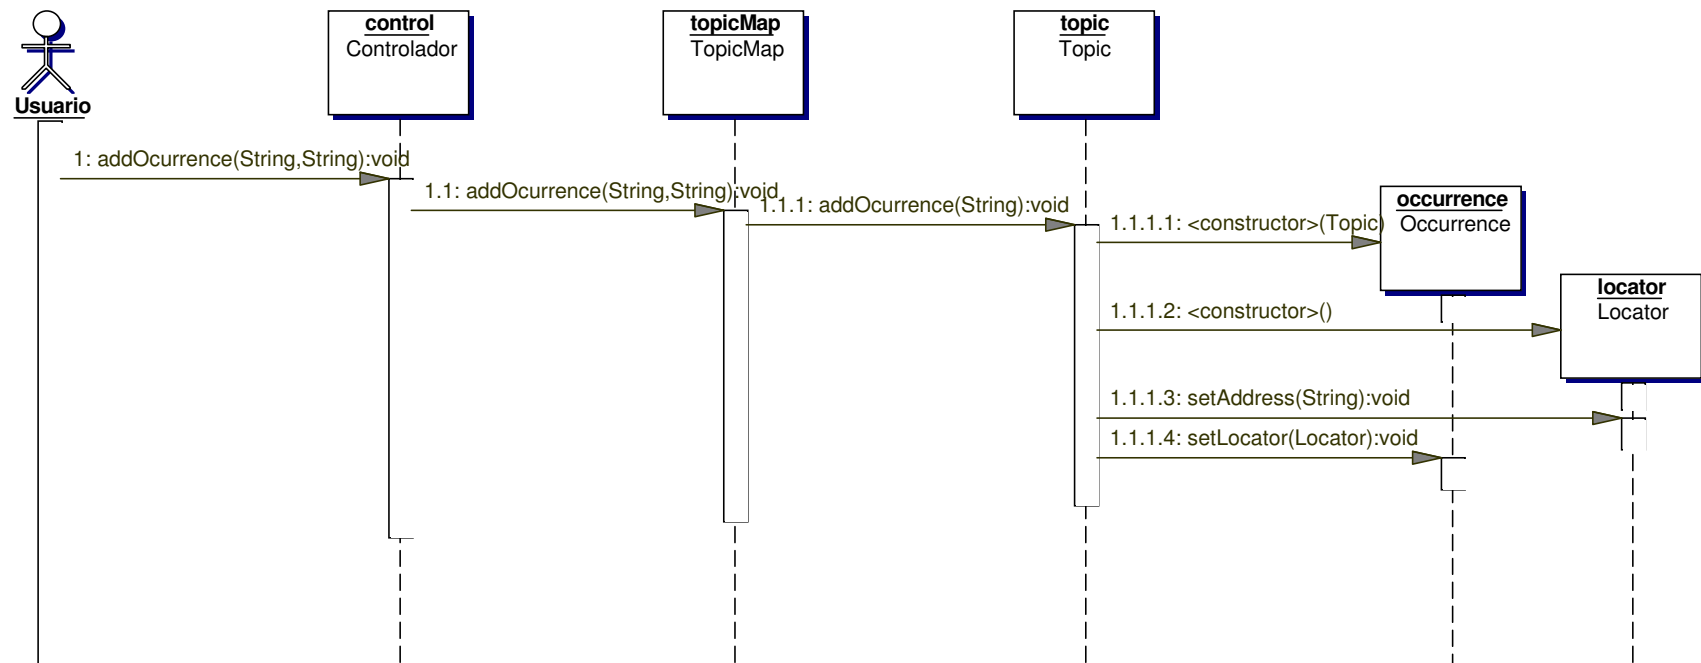 Usuario
control
Controlador
topicMap
TopicMap
topic
Topic
1: addOcurrence(String,String):void
1.1: addOcurrence(String,String):void
1.1.1: addOcurrence(String):void
occurrence
Occurrence
1.1.1.1: <constructor>(Topic)
locator
Locator
1.1.1.2: <constructor>()
1.1.1.3: setAddress(String):void
1.1.1.4: setLocator(Locator):void